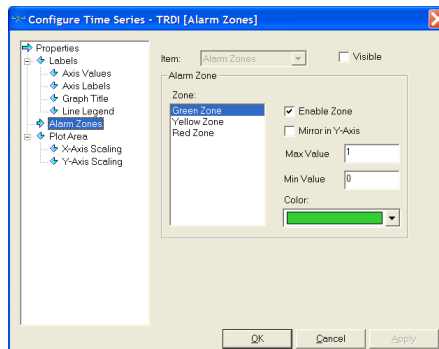 Configure Time Series - TRDI [Alarm Zones]
Properties
Labels
Axis Values
Axis Labels
Graph Title
Line Legend
Alarm Zones
Plot Area
X-Axis Scaling
Y-Axis Scaling
Item: Alarm Zones Visible
Alarm Zone
Zone:
Green Zone
Yellow Zone
Red Zone
Enable Zone
Mirror in Y-Axis
Max Value 1
Min Value 0
Color:
OK Cancel Apply